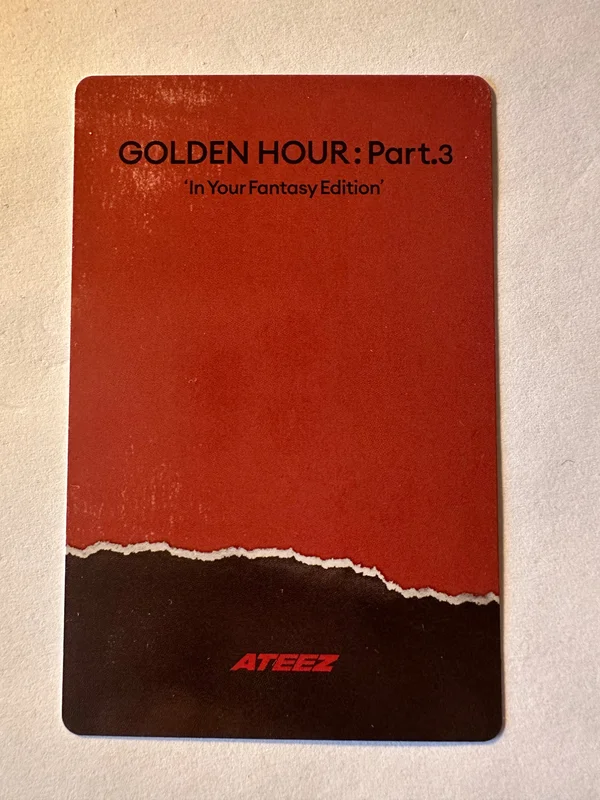 GOLDEN HOUR : Part.3
‘In Your Fantasy Edition’
ATEEZ